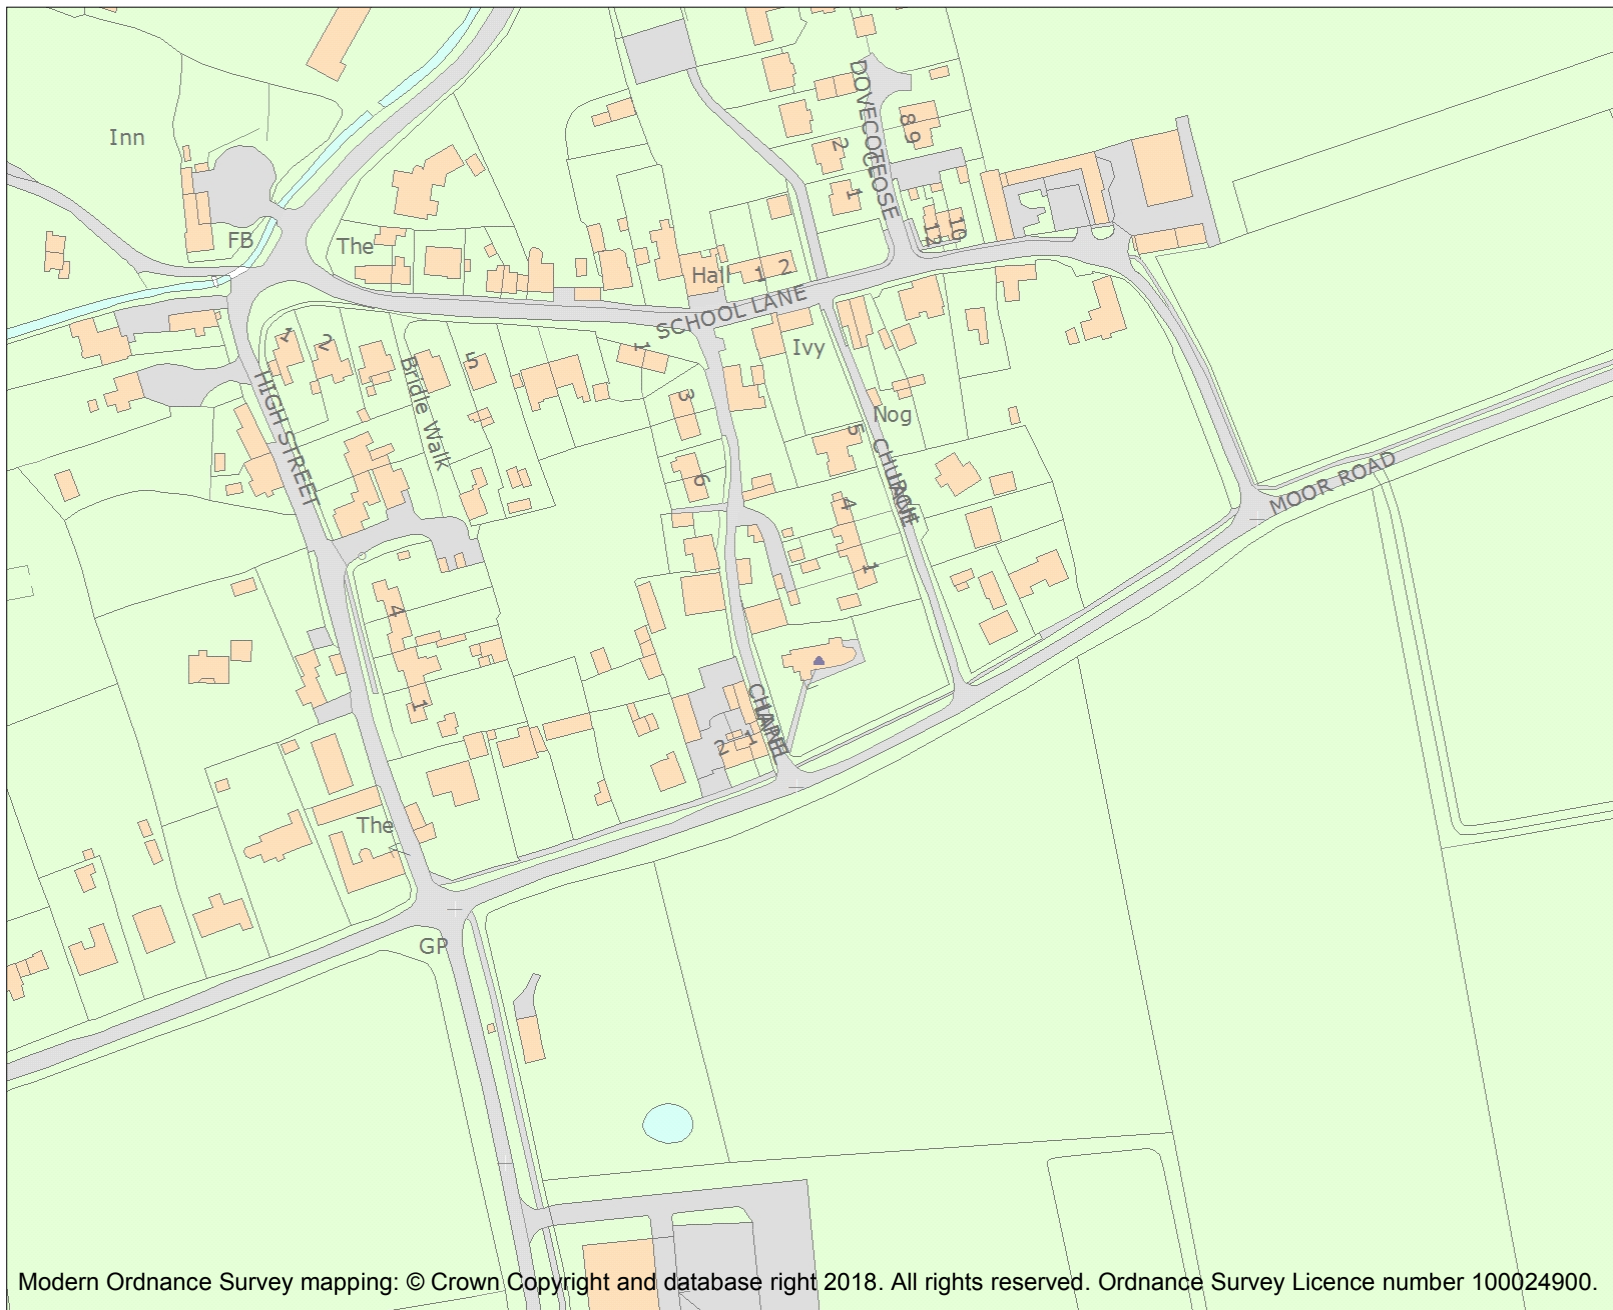 DOVECOTE
CLOSE
8 9
Inn
2
1
FB
The
12
10
Hall
1
2
SCHOOL LANE
1
2
1
Ivy
HIGH STREET
Bridle Walk
5
3
Nog
5
CHURCH
LANE
6
MOOR ROAD
4
1
4
1
CHAPEL
LANE
2
1
The
GP
Modern Ordnance Survey mapping: © Crown Copyright and database right 2018. All rights reserved. Ordnance Survey Licence number 100024900.